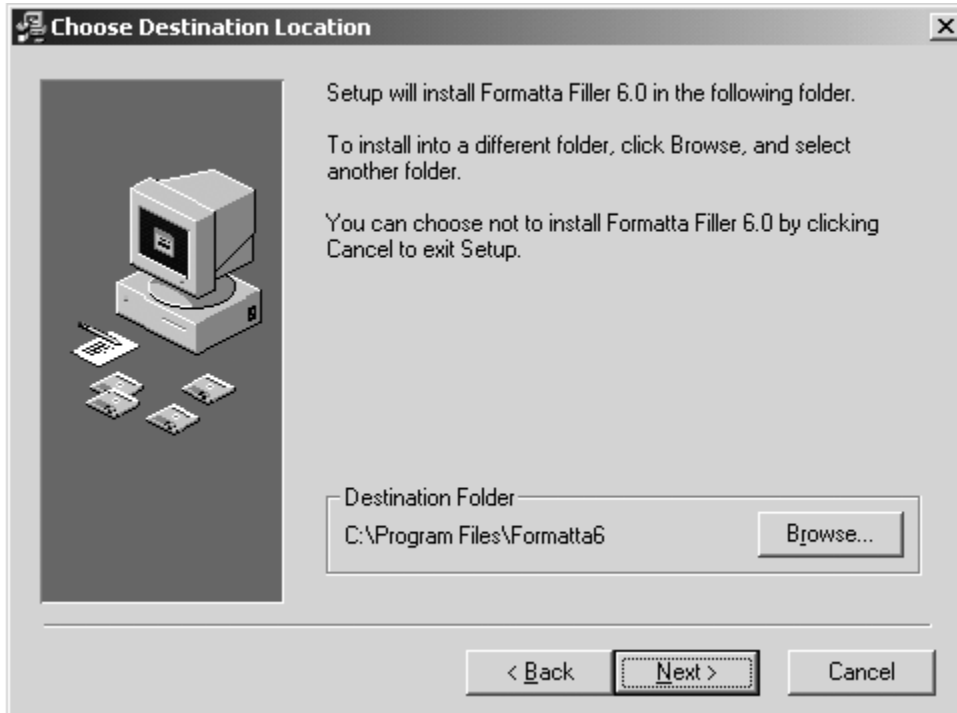 Choose Destination Location
Setup will install Formatta Filler 6.0 in the following folder.
To install into a different folder, click Browse, and select
another folder.
You can choose not to install Formatta Filler 6.0 by clicking
Cancel to exit Setup.
Destination Folder
C:\Program Files\Formatta6
Browse...
< Back
Next >
Cancel